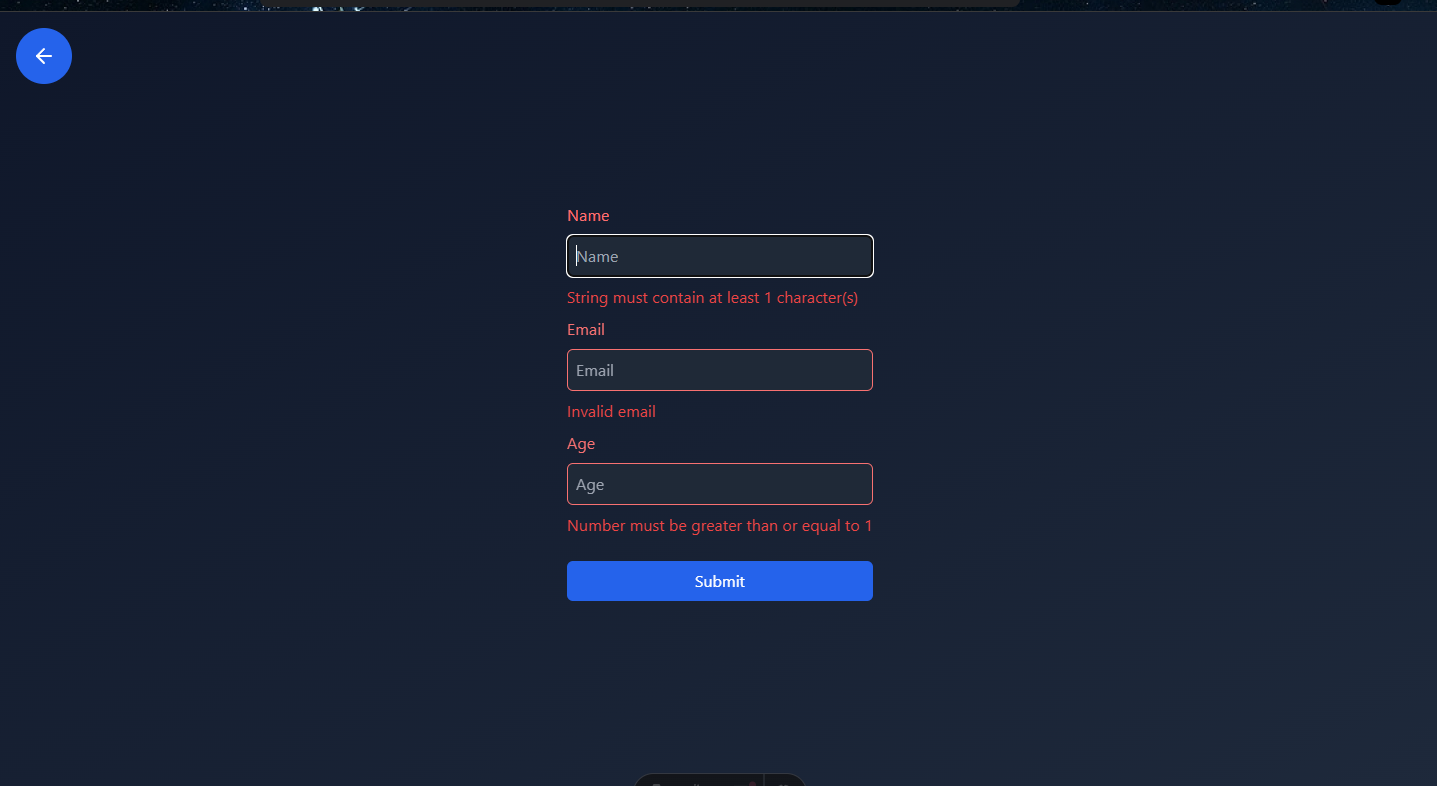 Name
Name
String must contain at least 1 character(s)
Email
Email
Invalid email
Age
Age
Number must be greater than or equal to 1
Submit